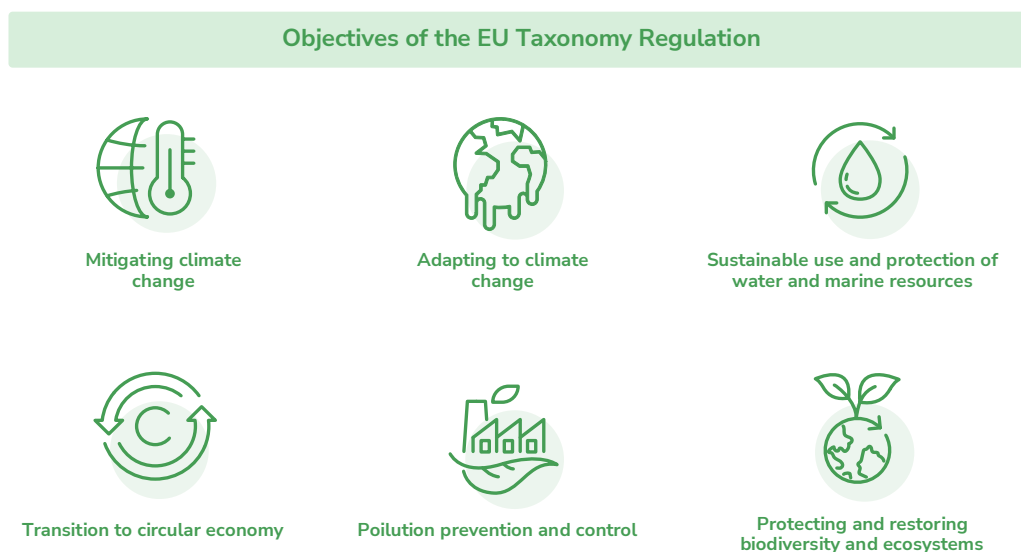 Objectives of the EU Taxonomy Regulation
Mitigating climate
change
Adapting to climate
change
Sustainable use and protection of
water and marine resources
Transition to circular economy
Poilution prevention and control
Protecting and restoring
biodiversity and ecosystems